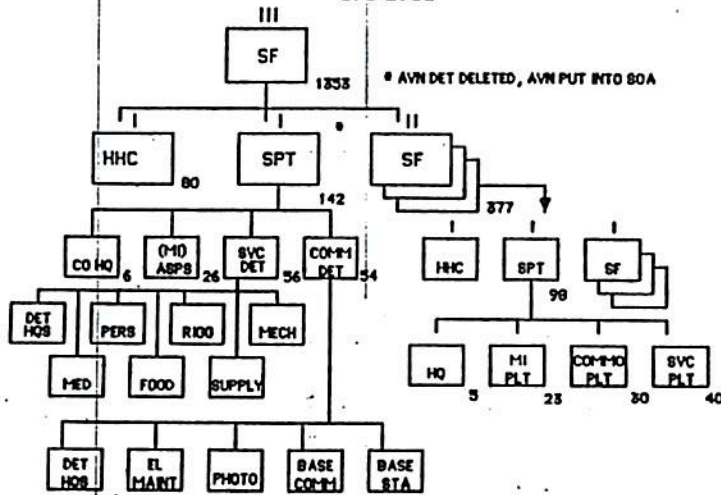 III
SF
1353
* AVN DET DELETED, AVN PUT INTO SOA
I
HHC
80
I
SPT
142
*
II
SF
377
CO HQ
6
(MI)
ASPS
26
SVC
DET
56
COMM
DET
54
I
HHC
I
SPT
98
I
SF
DET
HQS
PERS
RIGG
MECH
MED
FOOD
SUPPLY
HQ
5
MI
PLT
23
COMMO
PLT
30
SVC
PLT
40
DET
HQS
EL
MAINT
PHOTO
BASE
COMM
BASE
STA